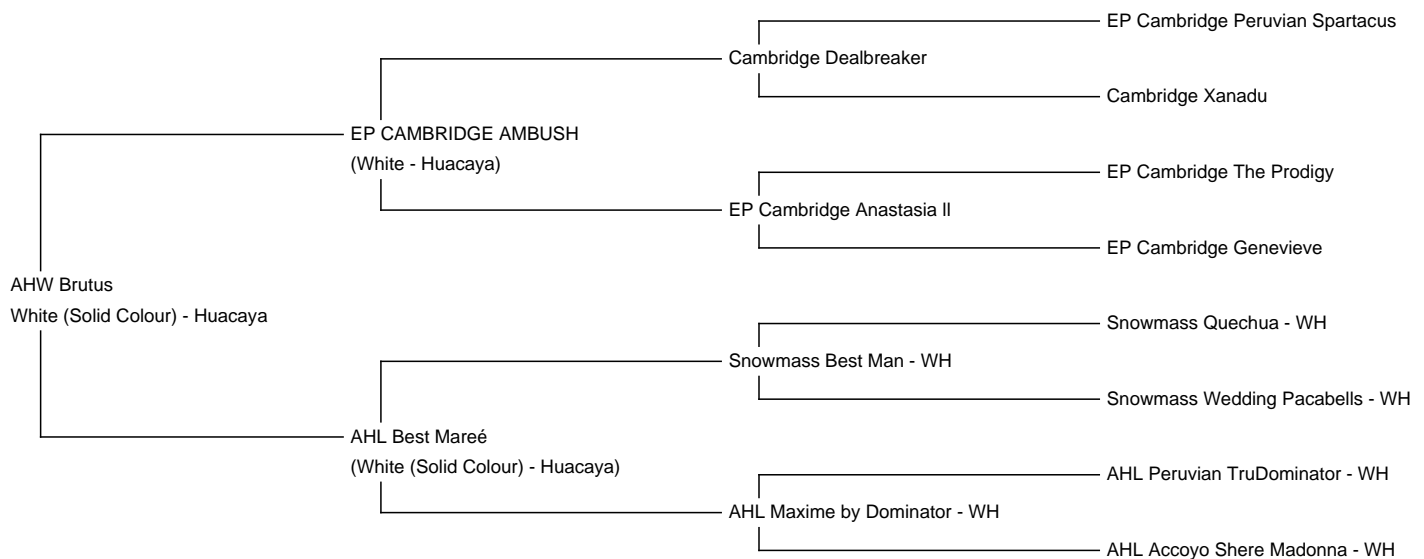 EP Cambridge Peruvian Spartacus
Cambridge Dealbreaker
Cambridge Xanadu
EP CAMBRIDGE AMBUSH
(White - Huacaya)
EP Cambridge The Prodigy
EP Cambridge Anastasia ll
EP Cambridge Genevieve
AHW Brutus
White (Solid Colour) - Huacaya
Snowmass Quechua - WH
Snowmass Best Man - WH
Snowmass Wedding Pacabells - WH
AHL Best Mareé
(White (Solid Colour) - Huacaya)
AHL Peruvian TruDominator - WH
AHL Maxime by Dominator - WH
AHL Accoyo Shere Madonna - WH